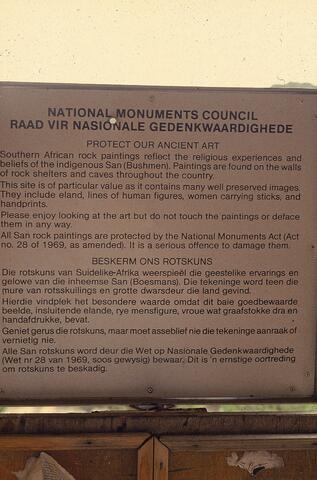 NATIONAL MONUMENTS COUNCIL
RAAD VIR NASIONALE GEDENKWAARDIGHEDE
PROTECT OUR ANCIENT ART
Southern African rock paintings reflect the religious experiences and
beliefs of the indigenous San (Bushmen). Paintings are found on the walls
of rock shelters and caves throughout the country.
This site is of particular value as it contains many well preserved images.
They include eland, lines of human figures, women carrying sticks, and
handprints.
Please enjoy looking at the art but do not touch the paintings or deface
them in any way.
All San rock paintings are protected by the National Monuments Act (Act
no. 28 of 1969, as amended). It is a serious offence to damage them.
BESKERM ONS ROTSKUNS
Die rotskuns van Suidelike-Afrika weerspieël die geestelike ervarings en
gelowe van die inheemse San (Boesmans). Die tekeninge word teen die
mure van rotsskuilings en grotte dwarsdeur die land gevind.
Hierdie vindplek het besondere waarde omdat dit baie goedbewaarde
beelde, insluitende elande, rye mensfigure, vroue wat graafstokke dra en
handafdrukke, bevat.
Geniet gerus die rotskuns, maar moet asseblief nie die tekeninge aanraak of
vernietig nie.
Alle San rotskuns word deur die Wet op Nasionale Gedenkwaardighede
(Wet nr 28 van 1969, soos gewysig) bewaar. Dit is 'n ernstige oortreding
om rotskuns te beskadig.